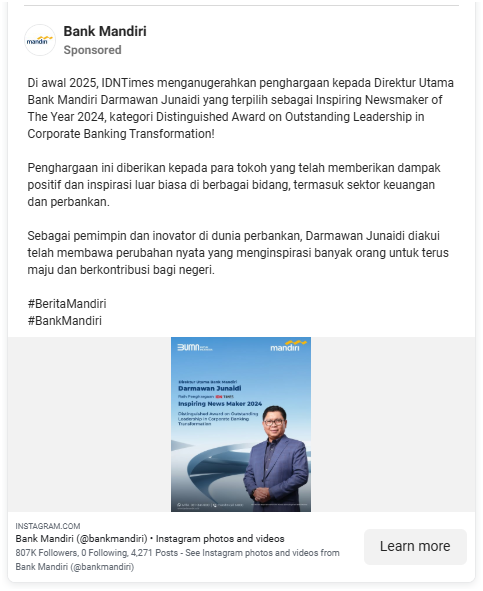 mandiri
Bank Mandiri
Sponsored
Di awal 2025, IDNTimes menganugerahkan penghargaan kepada Direktur Utama
Bank Mandiri Darmawan Junaidi yang terpilih sebagai Inspiring Newsmaker of
The Year 2024, kategori Distinguished Award on Outstanding Leadership in
Corporate Banking Transformation!
Penghargaan ini diberikan kepada para tokoh yang telah memberikan dampak
positif dan inspirasi luar biasa di berbagai bidang, termasuk sektor keuangan
dan perbankan.
Sebagai pemimpin dan inovator di dunia perbankan, Darmawan Junaidi diakui
telah membawa perubahan nyata yang menginspirasi banyak orang untuk terus
maju dan berkontribusi bagi negeri.
#BeritaMandiri
#BankMandiri
BUMN
mandiri
Direktur Utama Bank Mandiri
Darmawan Junaidi
Raih Penghargaan
Inspiring News Maker 2024
Distinguished Award on Outstanding
Leadership in Corporate Banking
Transformation
INSTAGRAM.COM
Bank Mandiri (@bankmandiri) • Instagram photos and videos
807K Followers, 0 Following, 4,271 Posts - See Instagram photos and videos from
Bank Mandiri (@bankmandiri)
Learn more